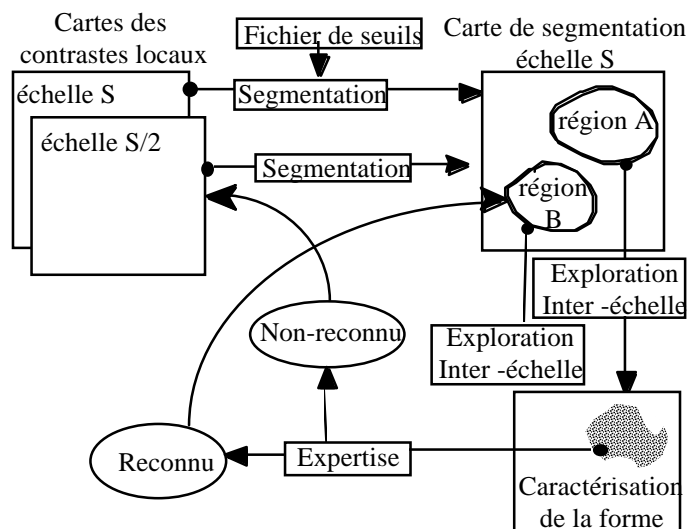 Cartes des
contrastes locaux
Fichier de seuils
Carte de segmentation
échelle S
échelle S
Segmentation
région A
échelle S/2
Segmentation
région
B
Exploration
Inter -échelle
Non-reconnu
Exploration
Inter -échelle
Reconnu
Expertise
Caractérisation
de la forme